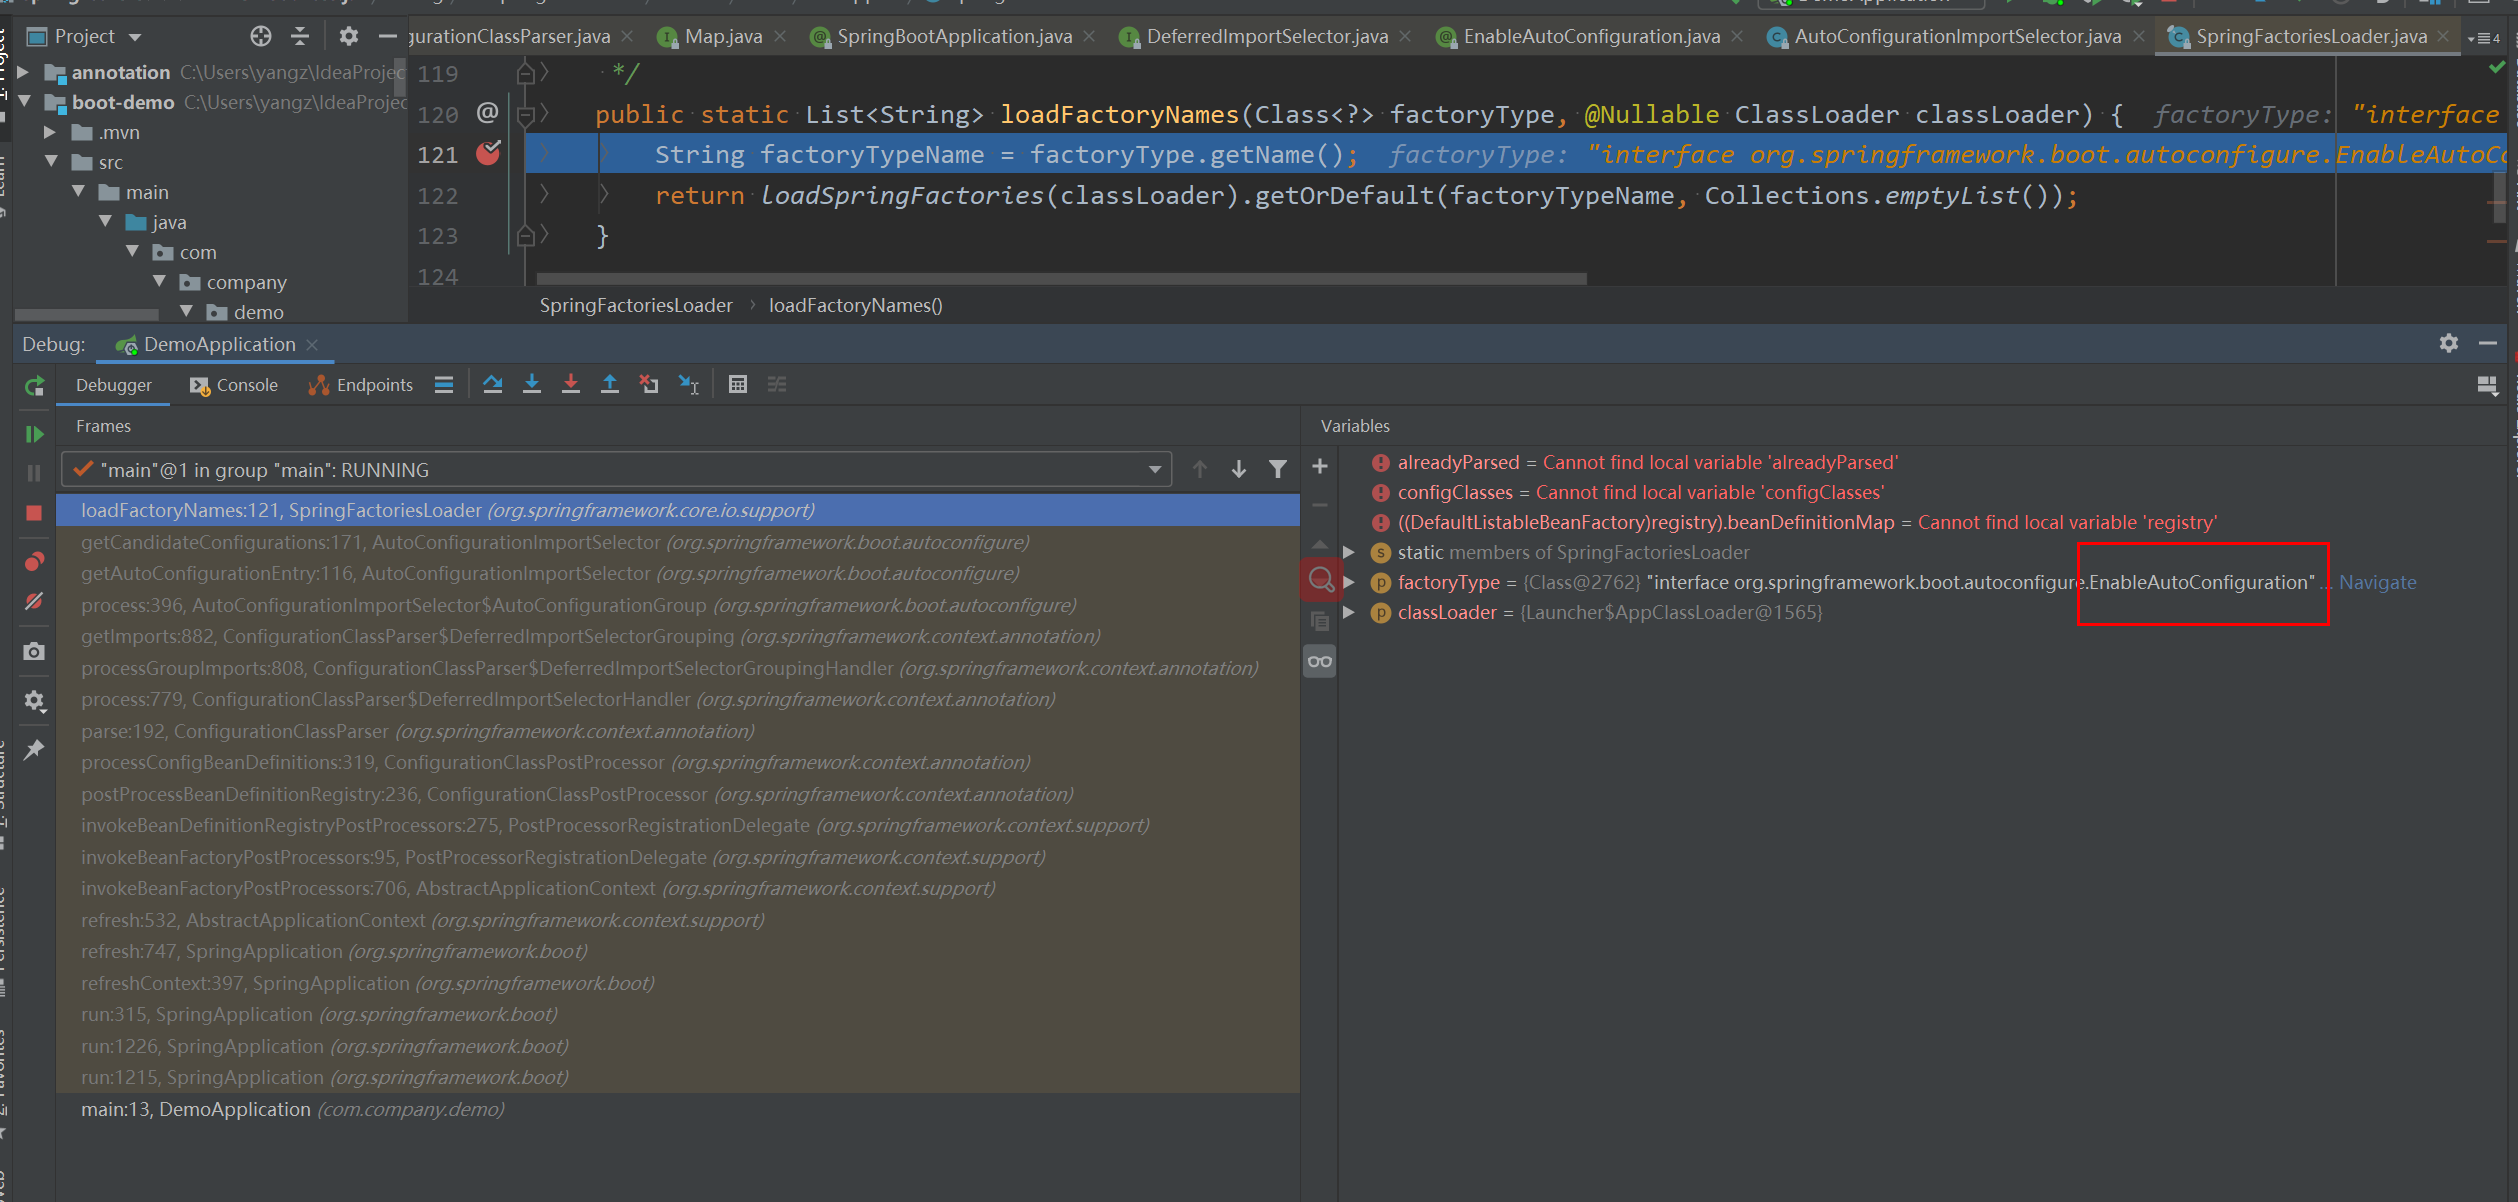 Project
gurationClassParser.java
Map.java
SpringBootApplication.java
DeferredImportSelector.java
EnableAutoConfiguration.java
AutoConfigurationImportSelector.java
SpringFactoriesLoader.java
4
annotation C:\Users\yangz\IdeaProjec
boot-demo C:\Users\yangz\IdeaProjec
.mvn
src
main
java
com
company
demo
119 */
120 @ public static List<String> loadFactoryNames(Class<?> factoryType, @Nullable ClassLoader classLoader) { factoryType: "interface
121 String factoryTypeName = factoryType.getName(); factoryType: "interface org.springframework.boot.autoconfigure.EnableAutoCo
122 return loadSpringFactories(classLoader).getOrDefault(factoryTypeName, Collections.emptyList());
123 }
124
SpringFactoriesLoader › loadFactoryNames()
Debug: DemoApplication
Debugger Console Endpoints
Frames
"main"@1 in group "main": RUNNING
loadFactoryNames:121, SpringFactoriesLoader (org.springframework.core.io.support)
getCandidateConfigurations:171, AutoConfigurationImportSelector (org.springframework.boot.autoconfigure)
getAutoConfigurationEntry:116, AutoConfigurationImportSelector (org.springframework.boot.autoconfigure)
process:396, AutoConfigurationImportSelector$AutoConfigurationGroup (org.springframework.boot.autoconfigure)
getImports:882, ConfigurationClassParser$DeferredImportSelectorGrouping (org.springframework.context.annotation)
processGroupImports:808, ConfigurationClassParser$DeferredImportSelectorGroupingHandler (org.springframework.context.annotation)
process:779, ConfigurationClassParser$DeferredImportSelectorHandler (org.springframework.context.annotation)
parse:192, ConfigurationClassParser (org.springframework.context.annotation)
processConfigBeanDefinitions:319, ConfigurationClassPostProcessor (org.springframework.context.annotation)
postProcessBeanDefinitionRegistry:236, ConfigurationClassPostProcessor (org.springframework.context.annotation)
invokeBeanDefinitionRegistryPostProcessors:275, PostProcessorRegistrationDelegate (org.springframework.context.support)
invokeBeanFactoryPostProcessors:95, PostProcessorRegistrationDelegate (org.springframework.context.support)
invokeBeanFactoryPostProcessors:706, AbstractApplicationContext (org.springframework.context.support)
refresh:532, AbstractApplicationContext (org.springframework.context.support)
refresh:747, SpringApplication (org.springframework.boot)
refreshContext:397, SpringApplication (org.springframework.boot)
run:315, SpringApplication (org.springframework.boot)
run:1226, SpringApplication (org.springframework.boot)
run:1215, SpringApplication (org.springframework.boot)
main:13, DemoApplication (com.company.demo)
Variables
alreadyParsed = Cannot find local variable 'alreadyParsed'
configClasses = Cannot find local variable 'configClasses'
((DefaultListableBeanFactory)registry).beanDefinitionMap = Cannot find local variable 'registry'
static members of SpringFactoriesLoader
factoryType = {Class@2762} "interface org.springframework.boot.autoconfigure.EnableAutoConfiguration"... Navigate
classLoader = {Launcher$AppClassLoader@1565}